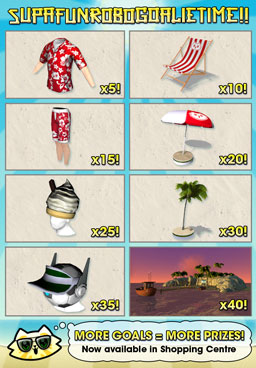 SUPAFUNROBOGOALIETIME!!
x5! x10!
x15! x20!
x25! x30!
x35! x40!
MORE GOALS = MORE PRIZES!
Now available in Shopping Centre